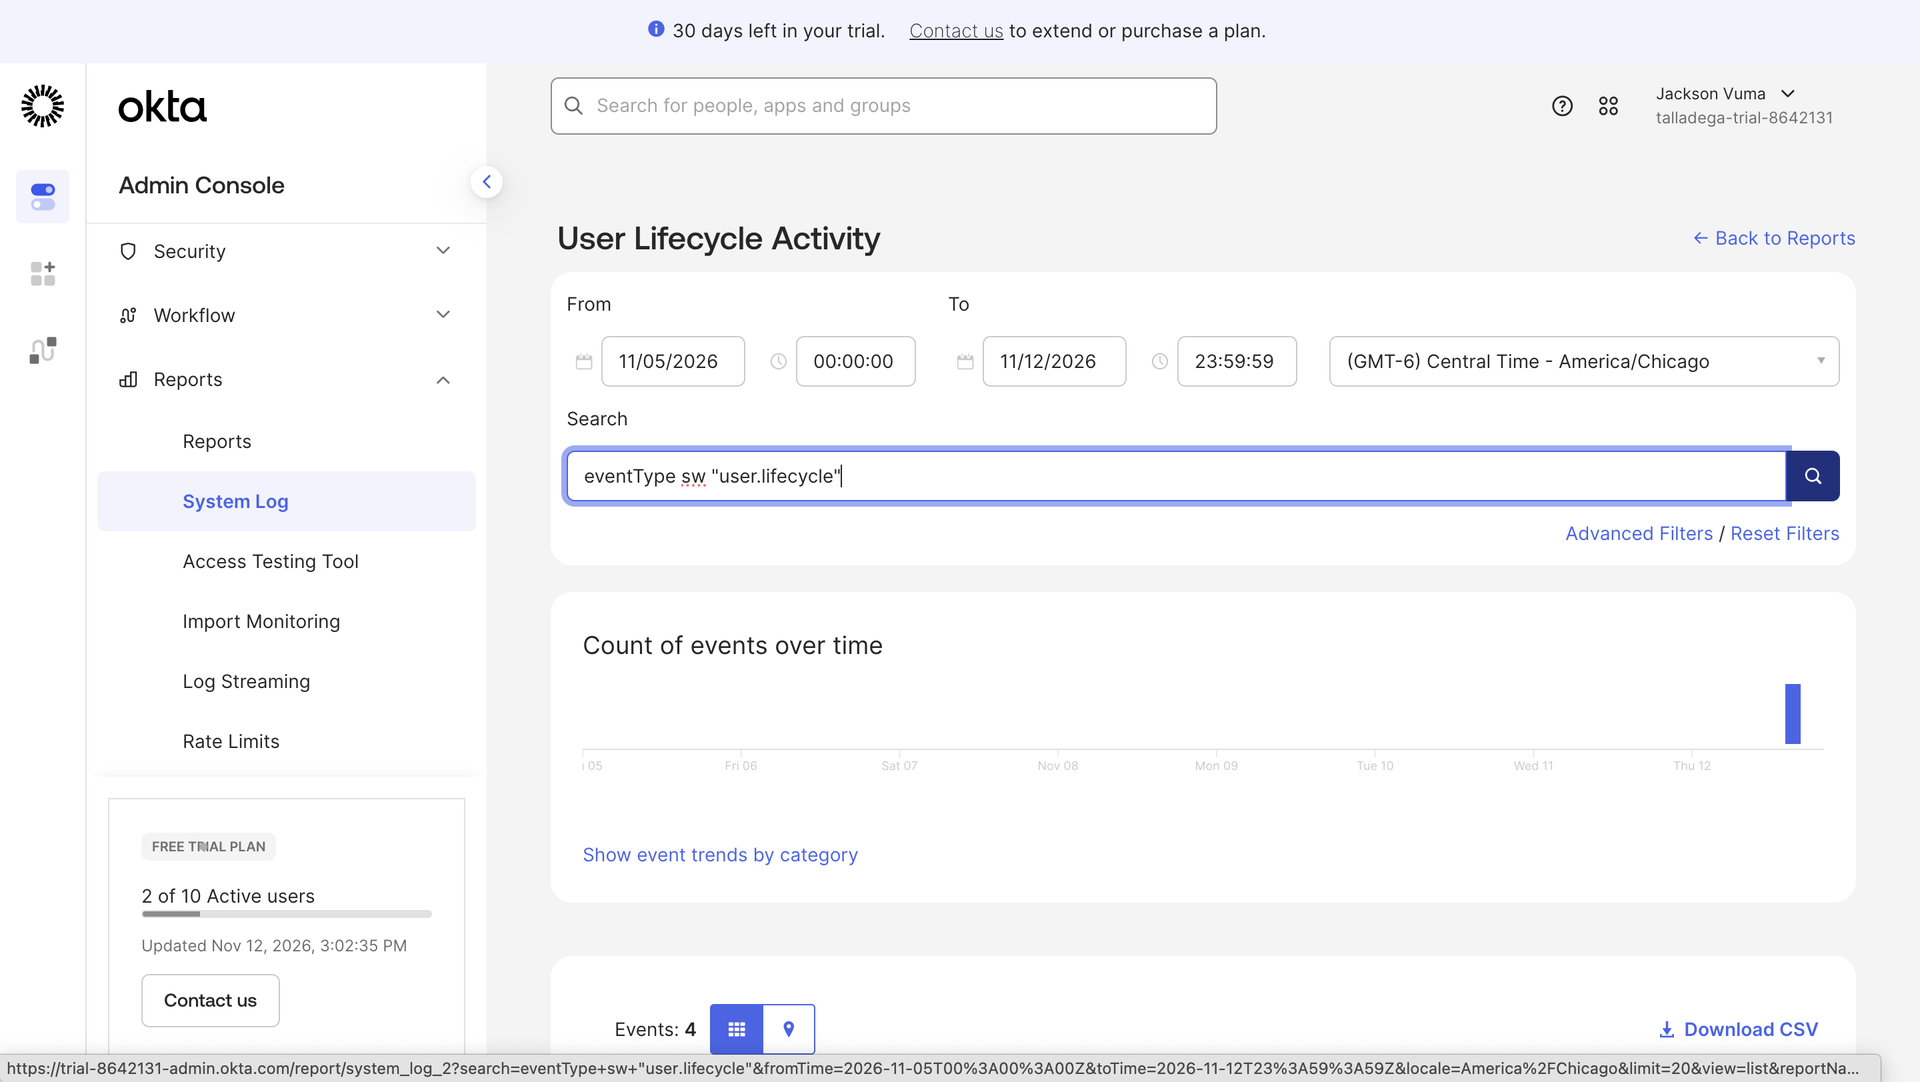 30 days left in your trial. Contact us to extend or purchase a plan.
okta
Search for people, apps and groups
Jackson Vuma
talladega-trial-8642131
Admin Console
Security
Workflow
Reports
Reports
System Log
Access Testing Tool
Import Monitoring
Log Streaming
Rate Limits
FREE TRIAL PLAN
2 of 10 Active users
Updated Nov 12, 2026, 3:02:35 PM
Contact us
User Lifecycle Activity
← Back to Reports
From
To
11/05/2026
00:00:00
11/12/2026
23:59:59
(GMT-6) Central Time - America/Chicago
Search
eventType sw "user.lifecycle"
Advanced Filters / Reset Filters
Count of events over time
05
Fri 06
Sat 07
Nov 08
Mon 09
Tue 10
Wed 11
Thu 12
Show event trends by category
Events: 4
Download CSV
https://trial-8642131-admin.okta.com/report/system_log_2?search=eventType+sw+"user.lifecycle"&fromTime=2026-11-05T00%3A00%3A00Z&toTime=2026-11-12T23%3A59%3A59Z&locale=America%2FChicago&limit=20&view=list&reportNa...